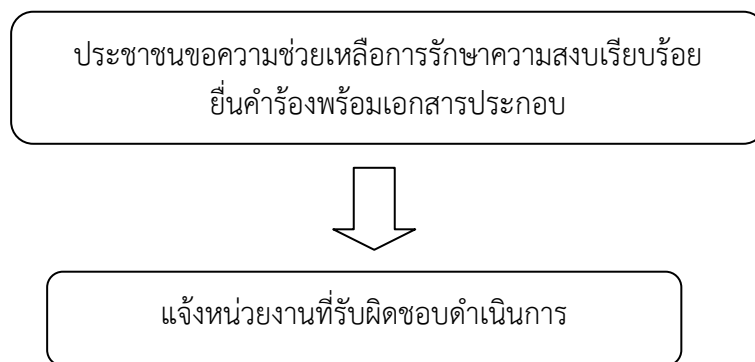 ประชาชนขอความช่วยเหลือการรักษาความสงบเรียบร้อย
ยื่นคำร้องพร้อมเอกสารประกอบ
แจ้งหน่วยงานที่รับผิดชอบดำเนินการ